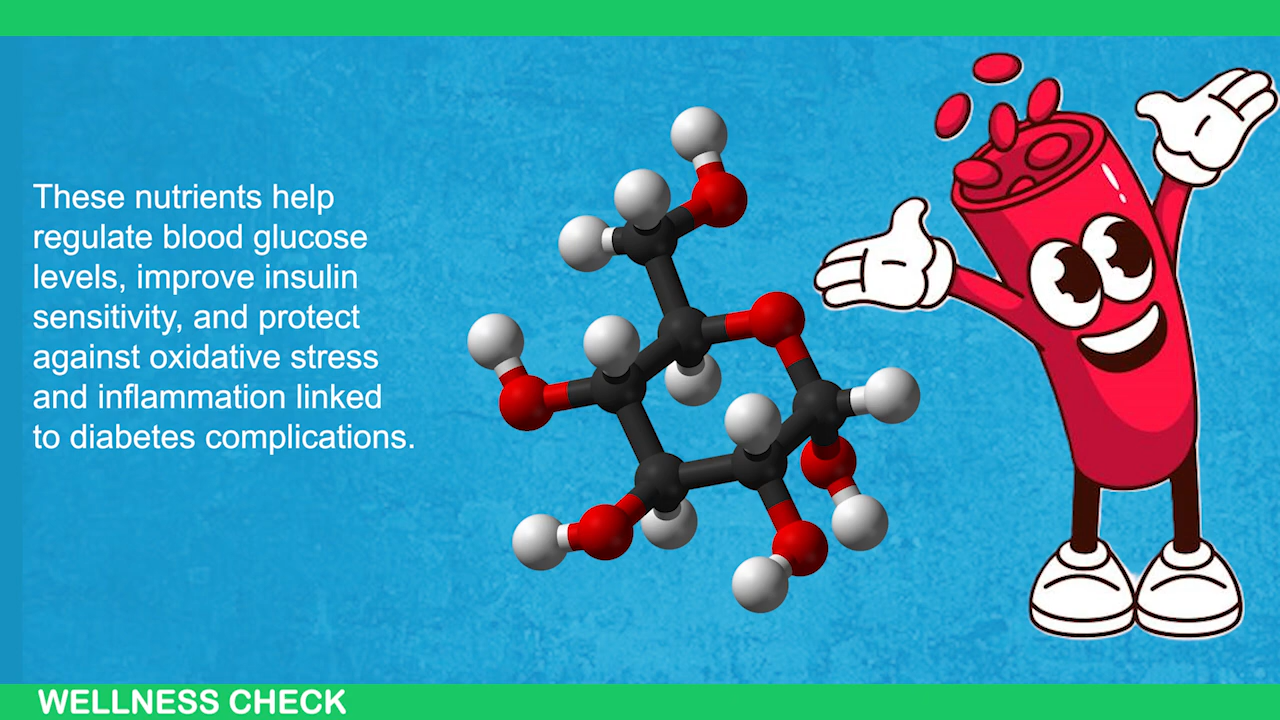 These nutrients help
regulate blood glucose
levels, improve insulin
sensitivity, and protect
against oxidative stress
and inflammation linked
to diabetes complications.
WELLNESS CHECK